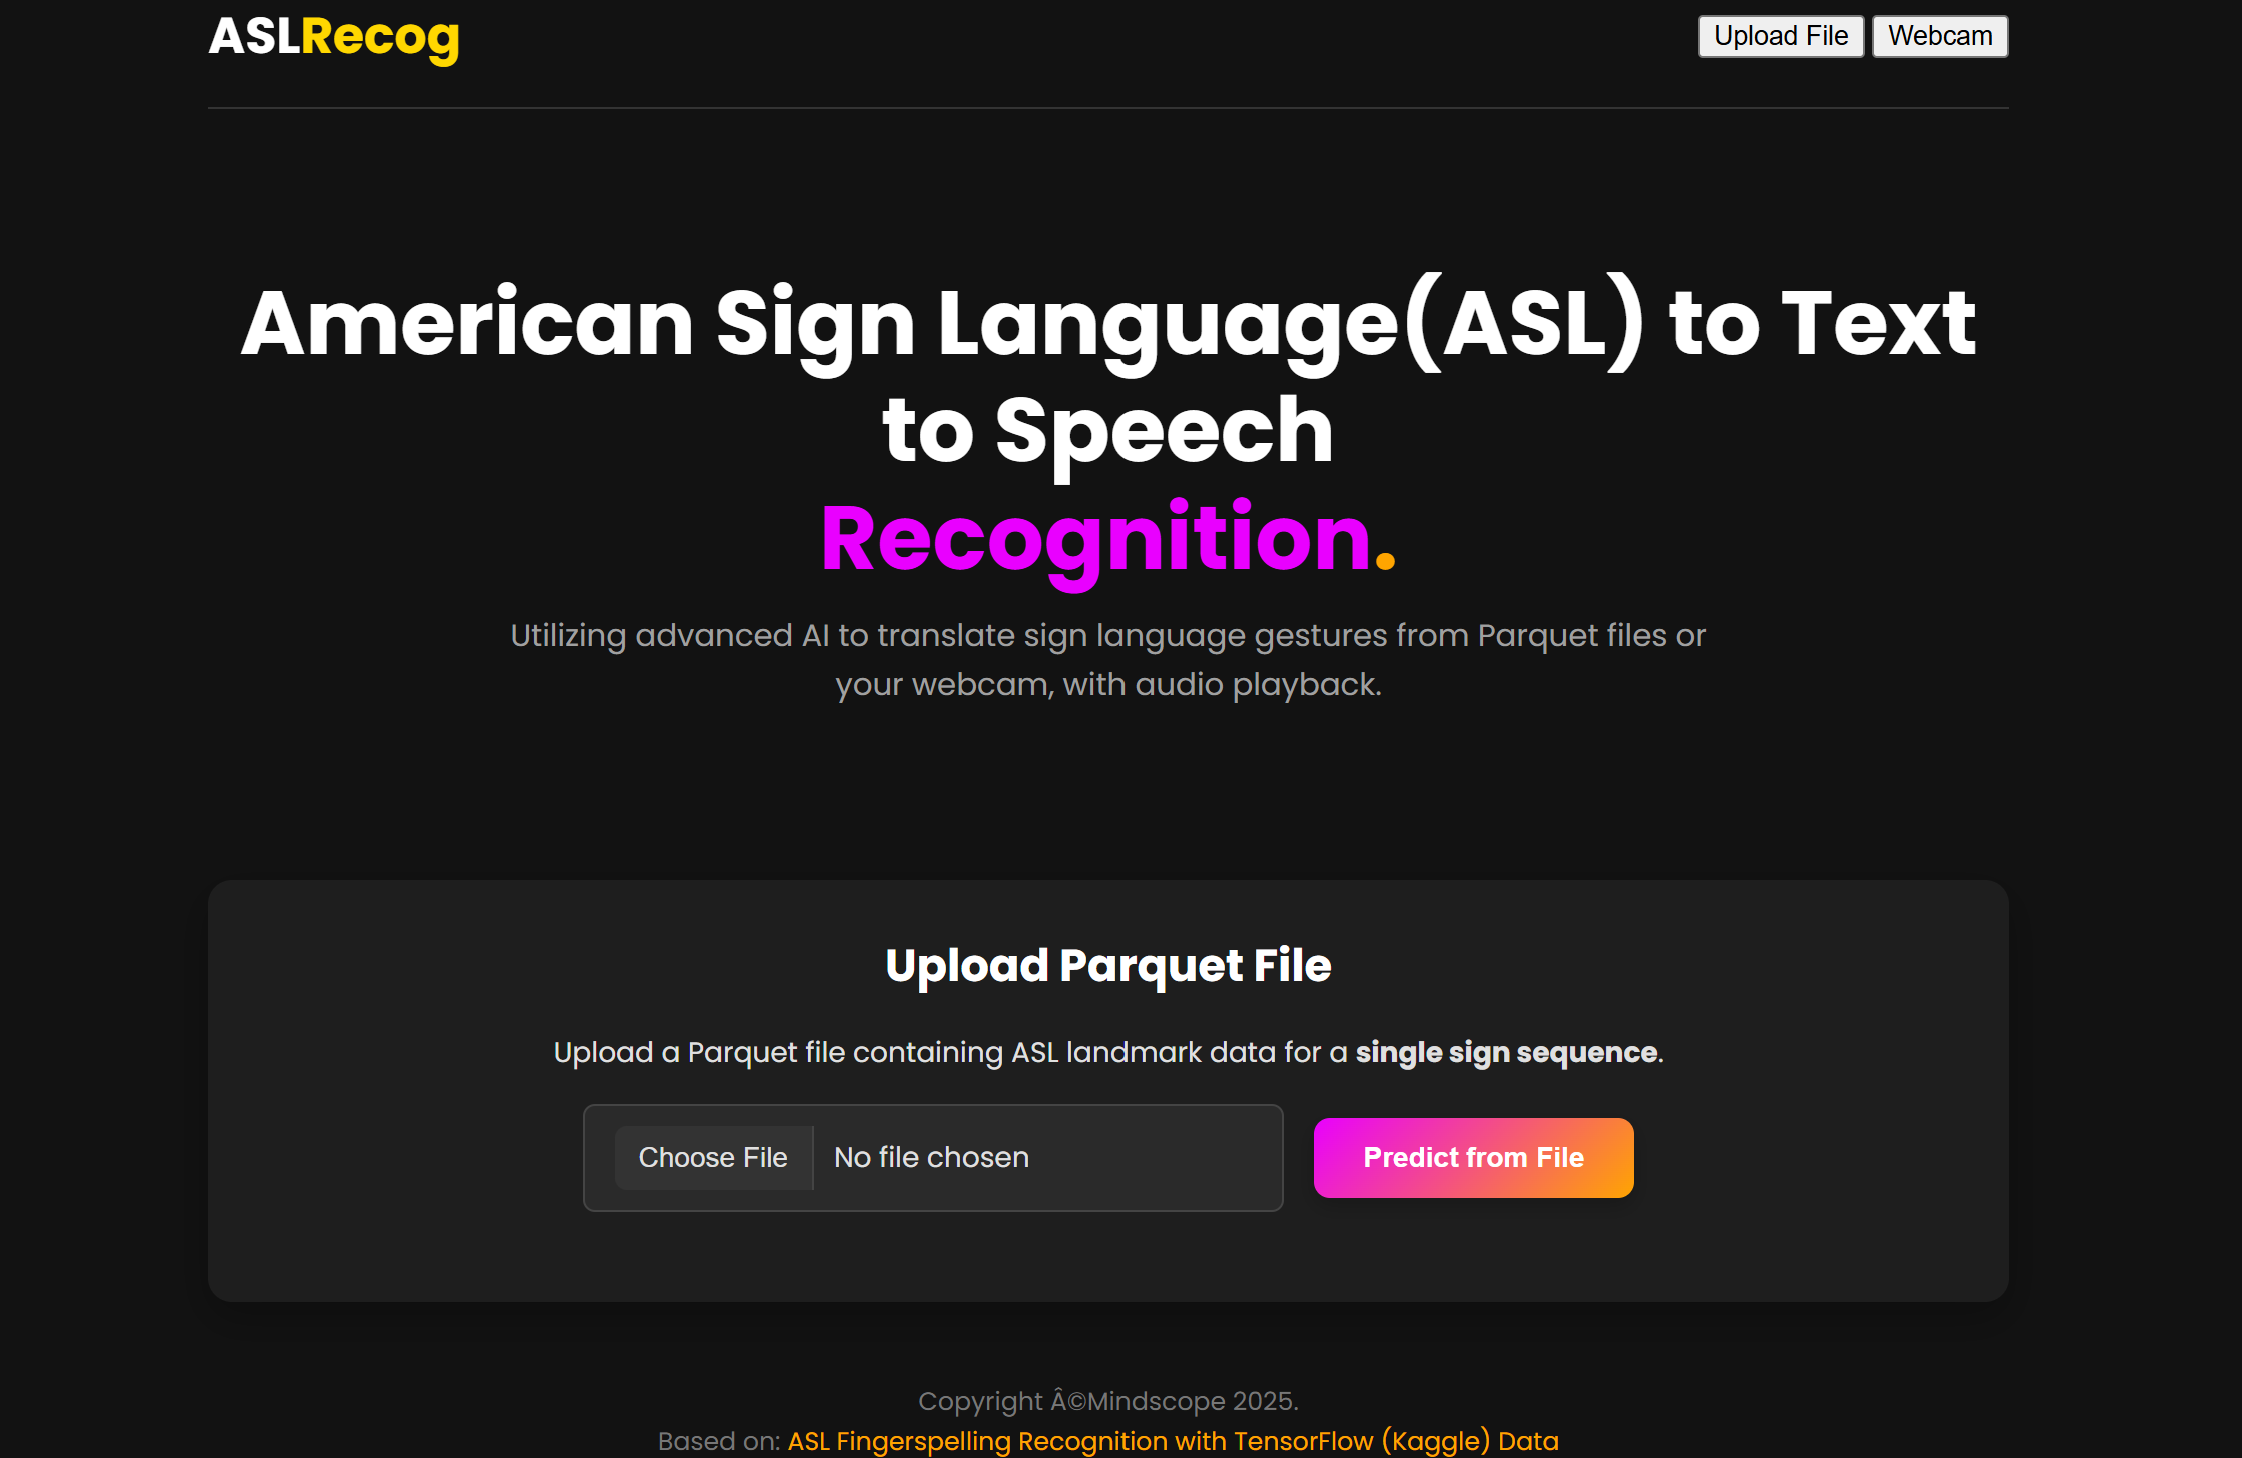 ASLRecog
Upload File Webcam
American Sign Language(ASL) to Text
to Speech
Recognition.
Utilizing advanced AI to translate sign language gestures from Parquet files or
your webcam, with audio playback.
Upload Parquet File
Upload a Parquet file containing ASL landmark data for a single sign sequence.
Choose File No file chosen
Predict from File
Copyright Â©Mindscope 2025.
Based on: ASL Fingerspelling Recognition with TensorFlow (Kaggle) Data